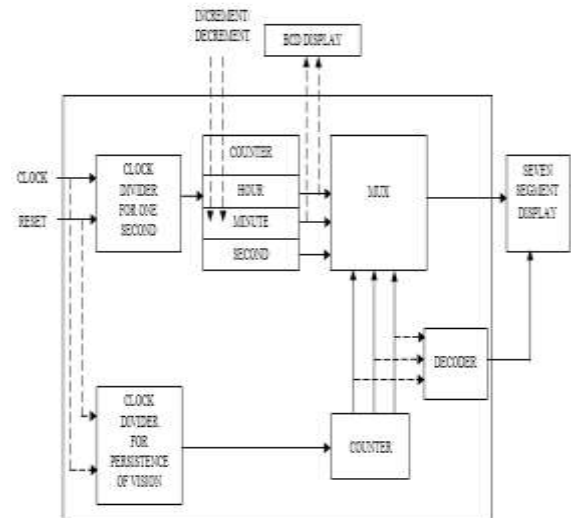 INCREMENT/
DECREMENT
BCD DISPLAY
COUNTER
CLOCK
CLOCK
DIVIDER
FOR ONE
SECOND
HOUR
MUX
SEVEN
SEGMENT
DISPLAY
RESET
MINUTE
SECOND
DECODER
CLOCK
DIVIDER
FOR
PERSISTENCE
OF VISION
COUNTER